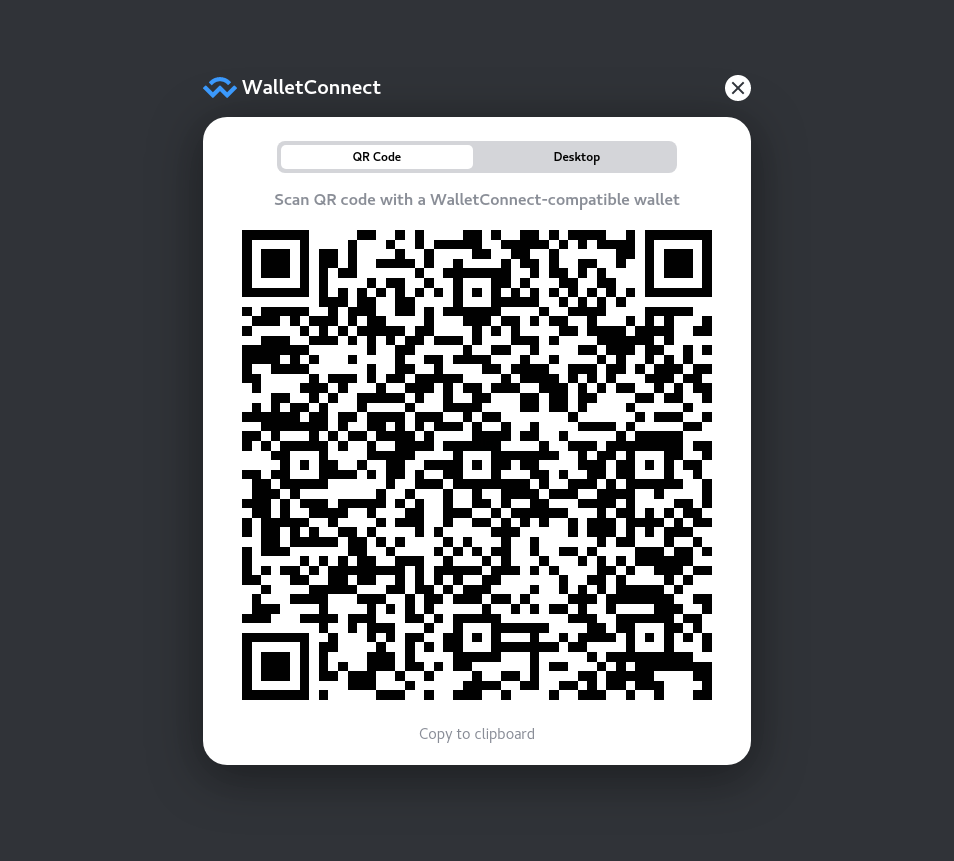 WalletConnect
QR Code
Desktop
Scan QR code with a WalletConnect-compatible wallet
Copy to clipboard